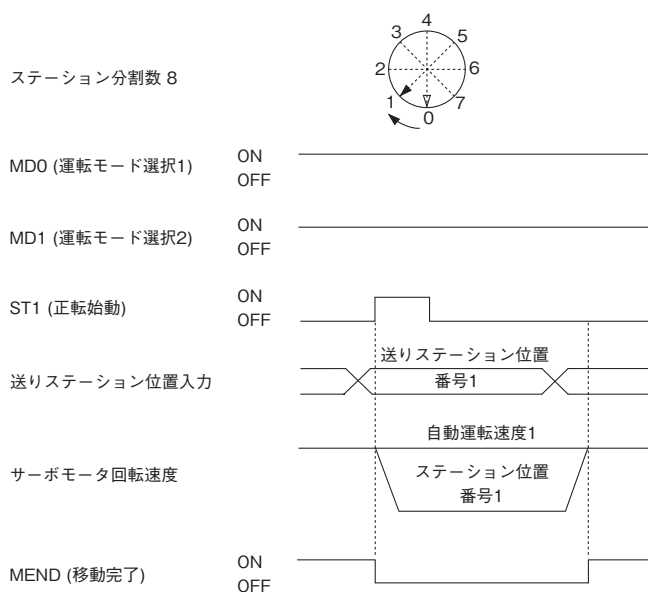 ステーション分割数 8
4
3
5
2
6
1
7
0
MD0 (運転モード選択1)
ON
OFF
MD1 (運転モード選択2)
ON
OFF
ST1 (正転始動)
ON
OFF
送りステーション位置入力
送りステーション位置
番号1
サーボモータ回転速度
自動運転速度1
ステーション位置
番号1
MEND (移動完了)
ON
OFF